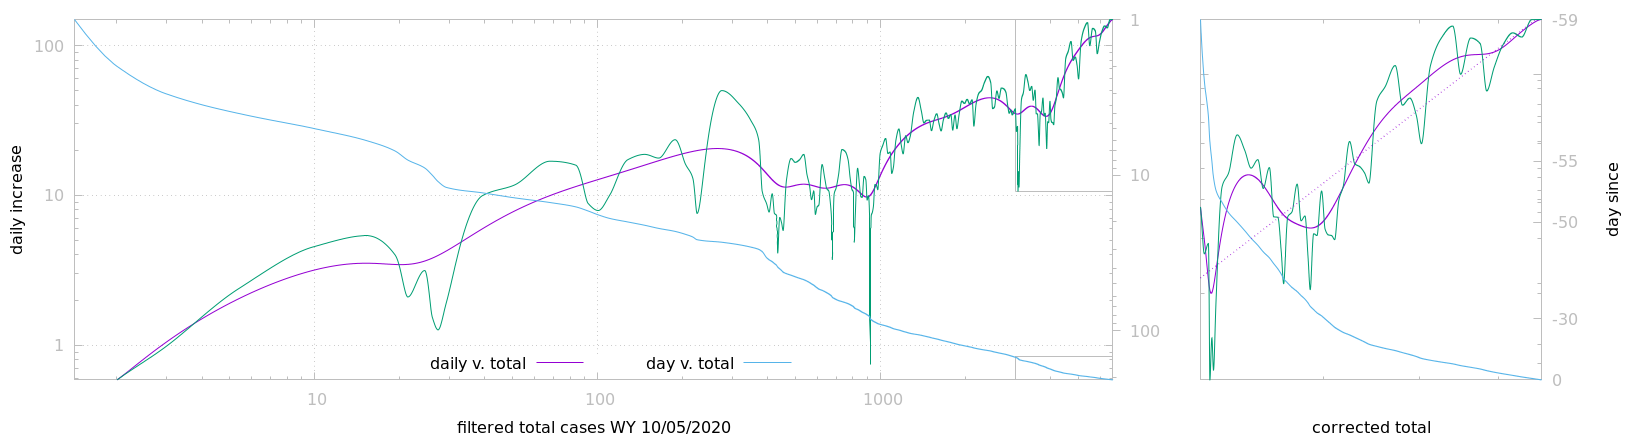 100
10
1
daily increase
daily v. total
day v. total
10
100
1000
filtered total cases WY 10/05/2020
1
10
100
-59
-55
-50
-30
0
day since
corrected total